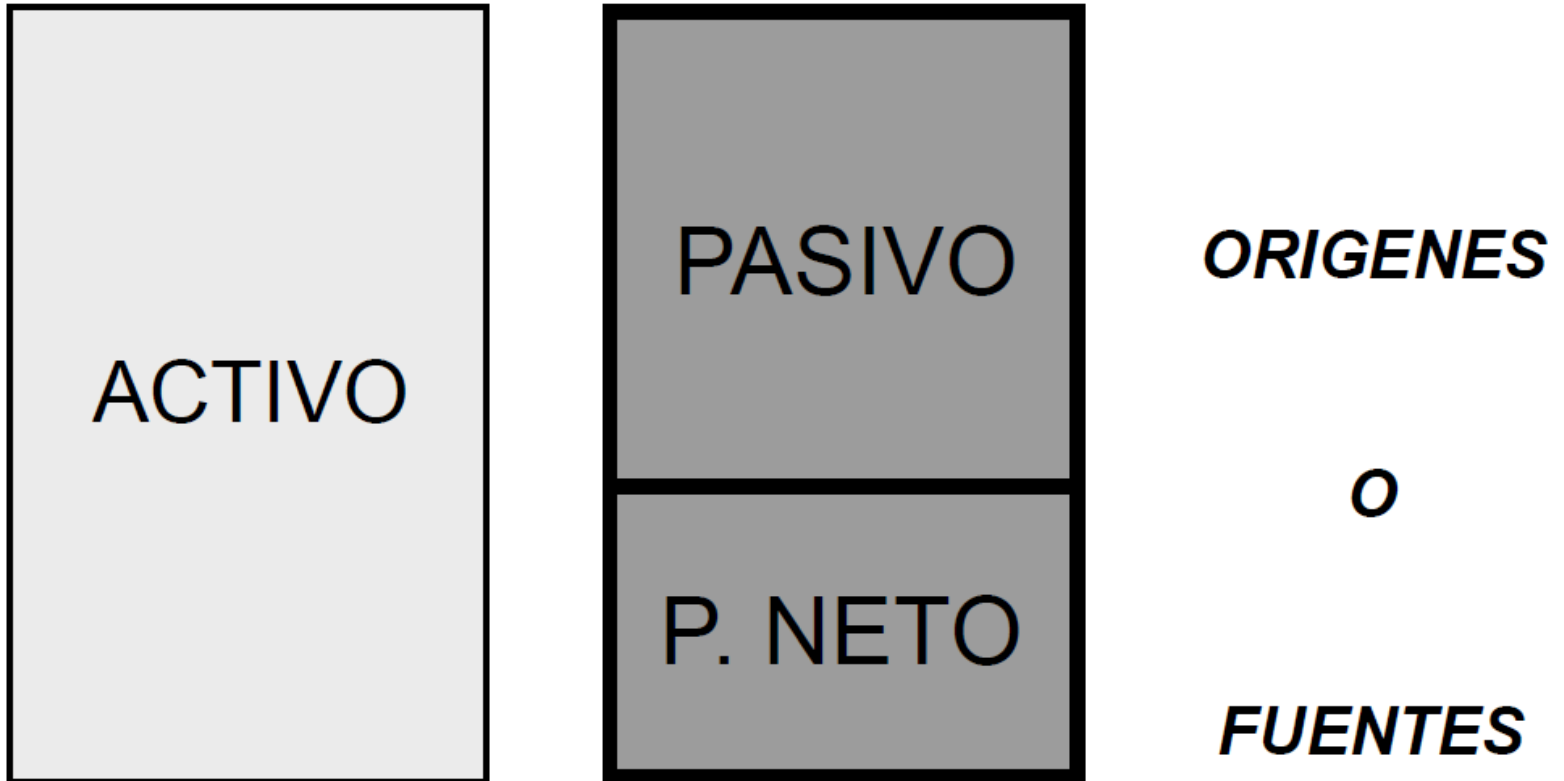 ACTIVO
PASIVO
P. NETO
ORIGENES
O
FUENTES